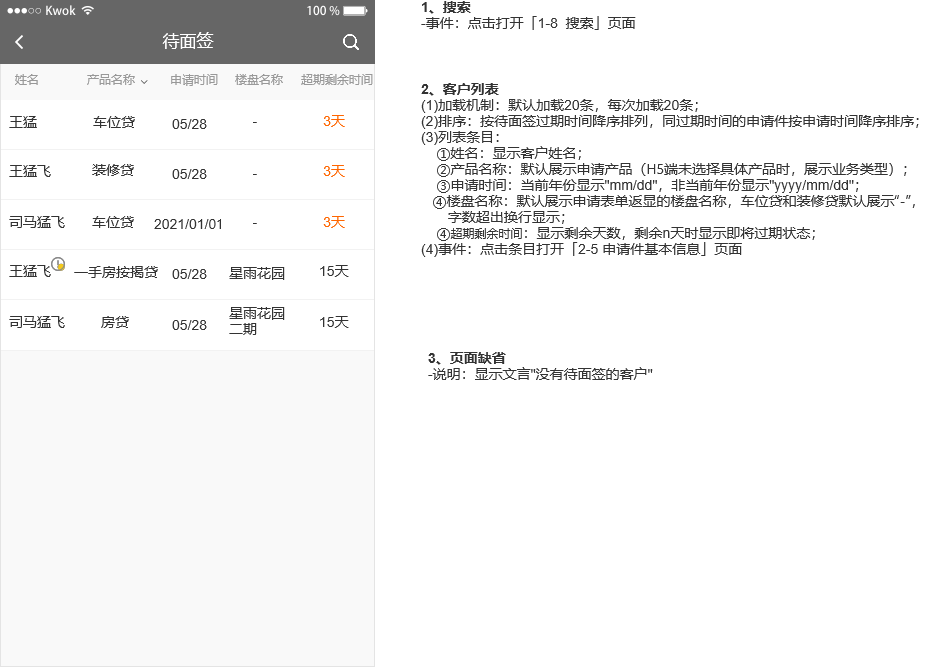 ●●●○○ Kwok 100 %
待面签
姓名 产品名称 申请时间 楼盘名称 超期剩余时间
王猛 车位贷 05/28 - 3天
王猛飞 装修贷 05/28 - 3天
司马猛飞 车位贷 2021/01/01 - 3天
王猛飞 一手房按揭贷 05/28 星雨花园 15天
司马猛飞 房贷 05/28 星雨花园 15天
二期
1、搜索
-事件：点击打开「1-8 搜索」页面
2、客户列表
(1)加载机制：默认加载20条，每次加载20条；
(2)排序：按待面签过期时间降序排列，同过期时间的申请件按申请时间降序排序；
(3)列表条目：
①姓名：显示客户姓名；
②产品名称：默认展示申请产品（H5端未选择具体产品时，展示业务类型）；
③申请时间：当前年份显示"mm/dd"，非当前年份显示"yyyy/mm/dd"；
④楼盘名称：默认展示申请表单返显的楼盘名称，车位贷和装修贷默认展示“-”，
字数超出换行显示；
④超期剩余时间：显示剩余天数，剩余n天时显示即将过期状态；
(4)事件：点击条目打开「2-5 申请件基本信息」页面
3、页面缺省
-说明：显示文言"没有待面签的客户"